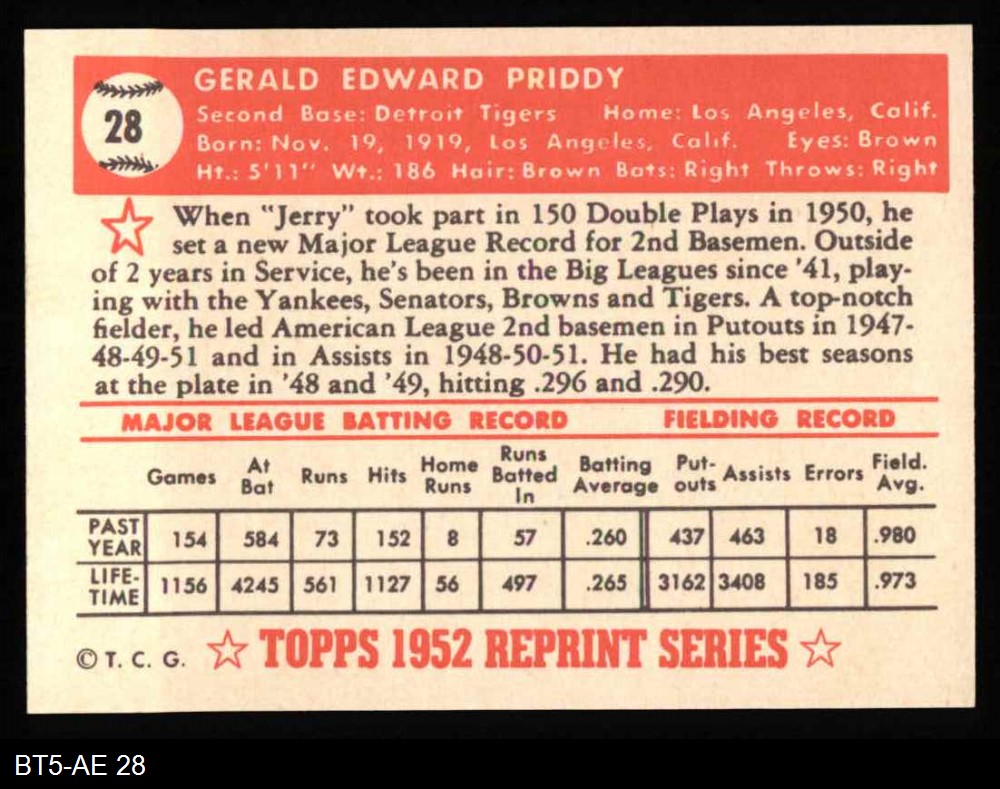 GERALD EDWARD PRIDDY
28
Second Base: Detroit Tigers Home: Los Angeles, Calif.
Born: Nov. 19, 1919, Los Angeles, Calif. Eyes: Brown
Ht.: 5'11" Wt.: 186 Hair: Brown Bats: Right Throws: Right
When "Jerry" took part in 150 Double Plays in 1950, he
set a new Major League Record for 2nd Basemen. Outside
of 2 years in Service, he's been in the Big Leagues since '41, play-
ing with the Yankees, Senators, Browns and Tigers. A top-notch
fielder, he led American League 2nd basemen in Putouts in 1947-
48-49-51 and in Assists in 1948-50-51. He had his best seasons
at the plate in '48 and '49, hitting .296 and .290.
MAJOR LEAGUE BATTING RECORD FIELDING RECORD
Games At Bat Runs Hits Home Runs Runs Batted In Batting Average Put-outs Assists Errors Field. Avg.
PAST YEAR 154 584 73 152 8 57 .260 437 463 18 .980
LIFE-TIME 1156 4245 561 1127 56 497 .265 3162 3408 185 .973
© T. C. G. TOPPS 1952 REPRINT SERIES
BT5-AE 28